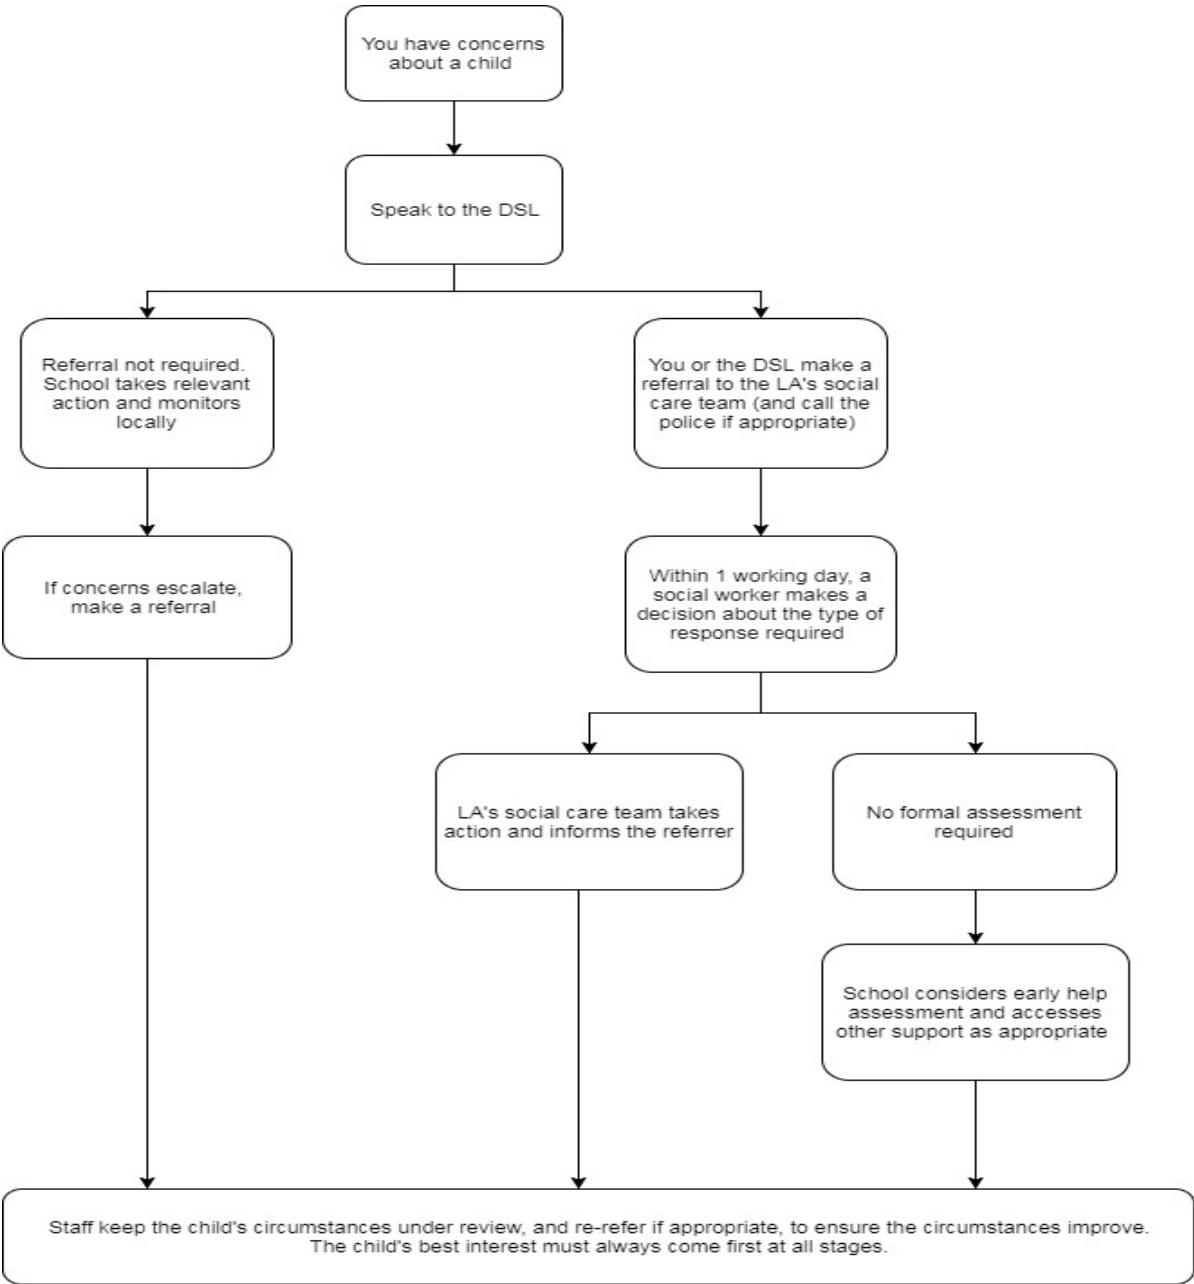 You have concerns
about a child
Speak to the DSL
Referral not required.
School takes relevant
action and monitors
locally
You or the DSL make a
referral to the LA's social
care team (and call the
police if appropriate)
If concerns escalate,
make a referral
Within 1 working day, a
social worker makes a
decision about the type of
response required
LA's social care team takes
action and informs the referrer
No formal assessment
required
School considers early help
assessment and accesses
other support as appropriate
Staff keep the child's circumstances under review, and re-refer if appropriate, to ensure the circumstances improve.
The child's best interest must always come first at all stages.